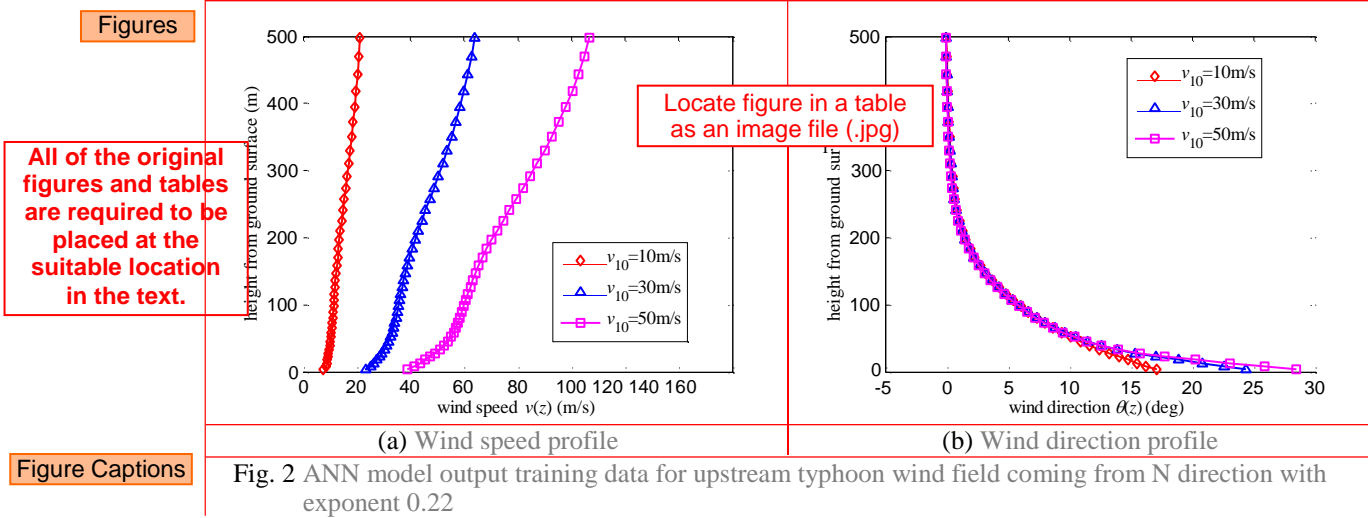 Figures
All of the original
figures and tables
are required to be
placed at the
suitable location
in the text.
Figure Captions
Locate figure in a table
as an image file (.jpg)
500
400
300
200
100
0
height from ground surface (m)
0 20 40 60 80 100 120 140 160
wind speed v(z) (m/s)
v10=10m/s
v10=30m/s
v10=50m/s
(a) Wind speed profile
500
400
300
200
100
0
height from ground sur
-5 0 5 10 15 20 25 30
wind direction θ(z) (deg)
v10=10m/s
v10=30m/s
v10=50m/s
(b) Wind direction profile
Fig. 2 ANN model output training data for upstream typhoon wind field coming from N direction with
exponent 0.22